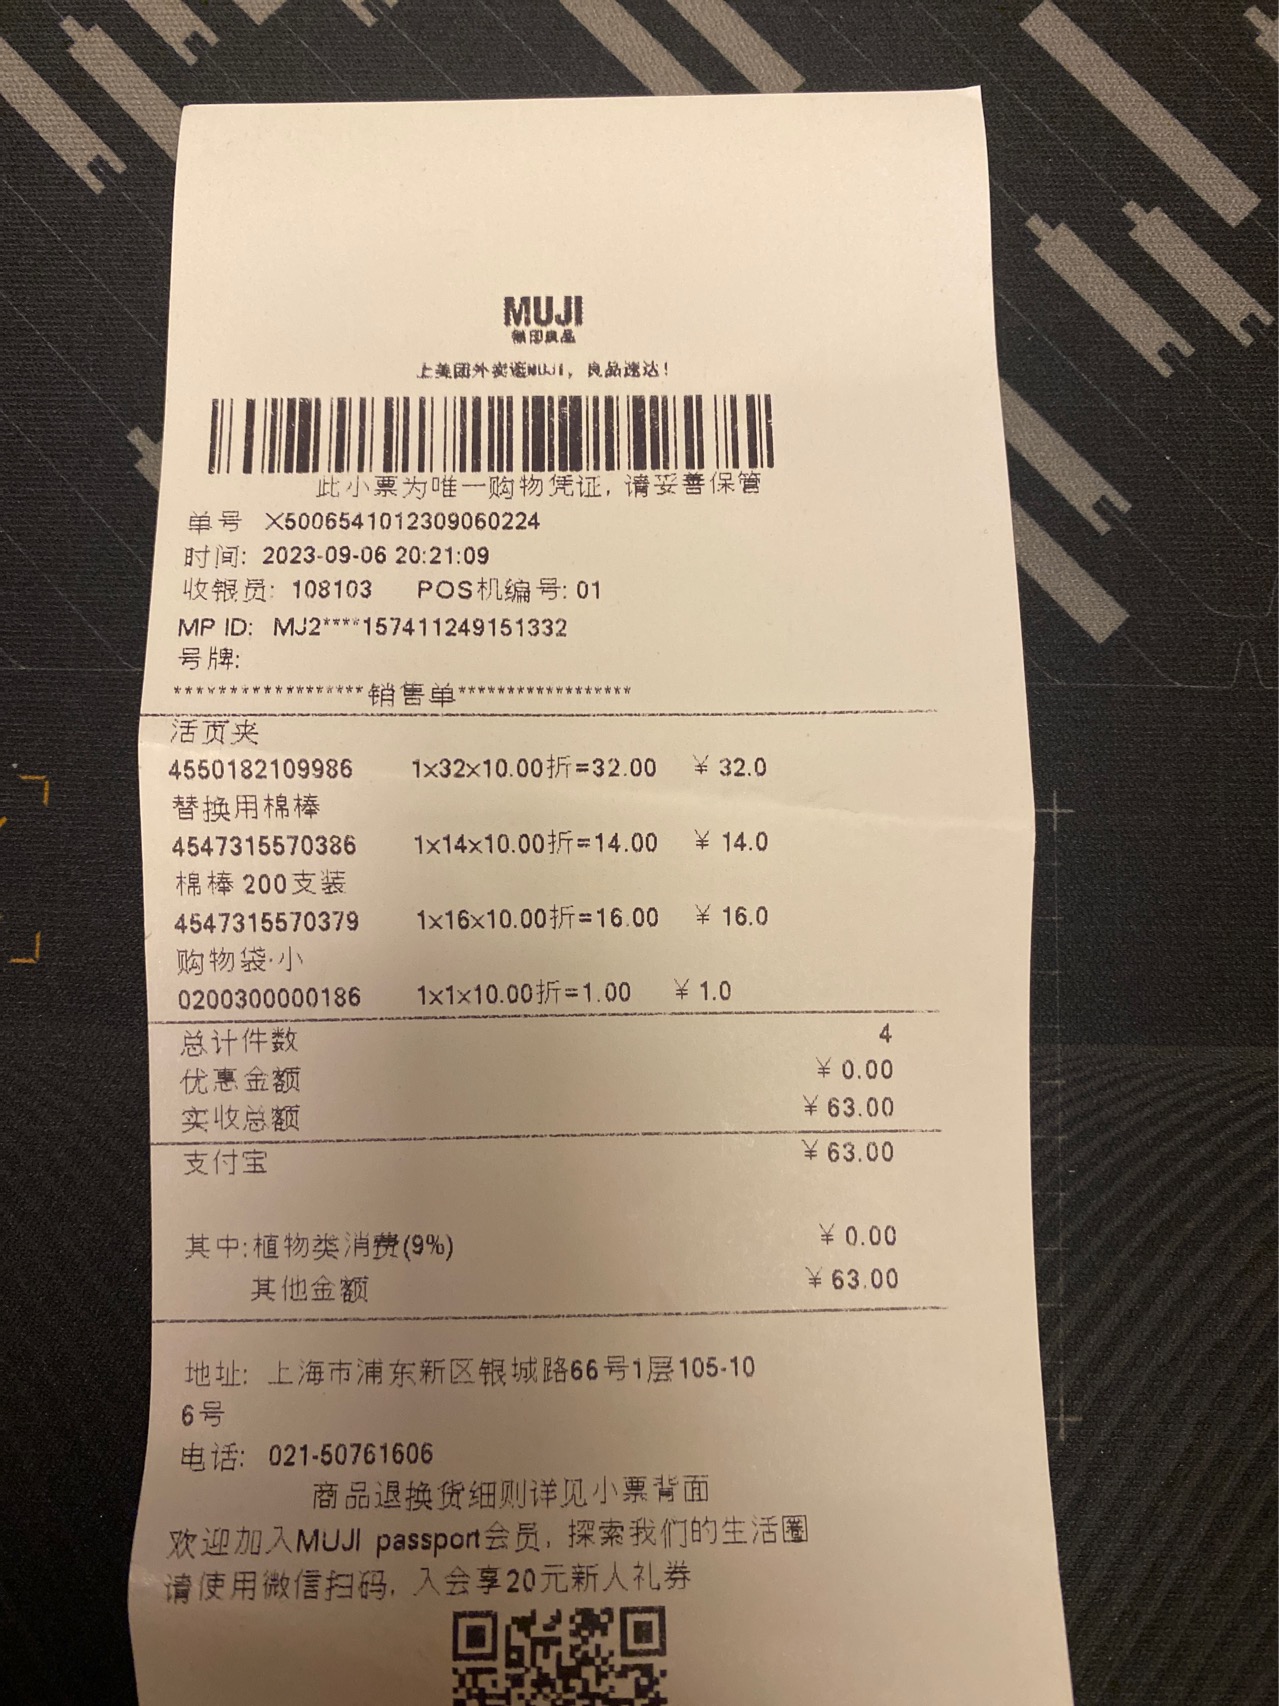 MUJI
無印良品
上美团外卖逛MUJI，良品速达！
此小票为唯一购物凭证，请妥善保管
单号 X5006541012309060224
时间: 2023-09-06 20:21:09
收银员: 108103 POS机编号: 01
MP ID: MJ2****157411249151332
号牌:
*******************销售单******************
活页夹
4550182109986 1x32x10.00折=32.00 ¥ 32.0
替换用棉棒
4547315570386 1x14x10.00折=14.00 ¥ 14.0
棉棒 200支装
4547315570379 1x16x10.00折=16.00 ¥ 16.0
购物袋·小
0200300000186 1x1x10.00折=1.00 ¥ 1.0
总计件数 4
优惠金额 ¥ 0.00
实收总额 ¥ 63.00
支付宝 ¥ 63.00
其中:植物类消费(9%) ¥ 0.00
其他金额 ¥ 63.00
地址: 上海市浦东新区银城路66号1层105-10
6号
电话: 021-50761606
商品退换货细则详见小票背面
欢迎加入MUJI passport会员，探索我们的生活圈
请使用微信扫码，入会享20元新人礼券